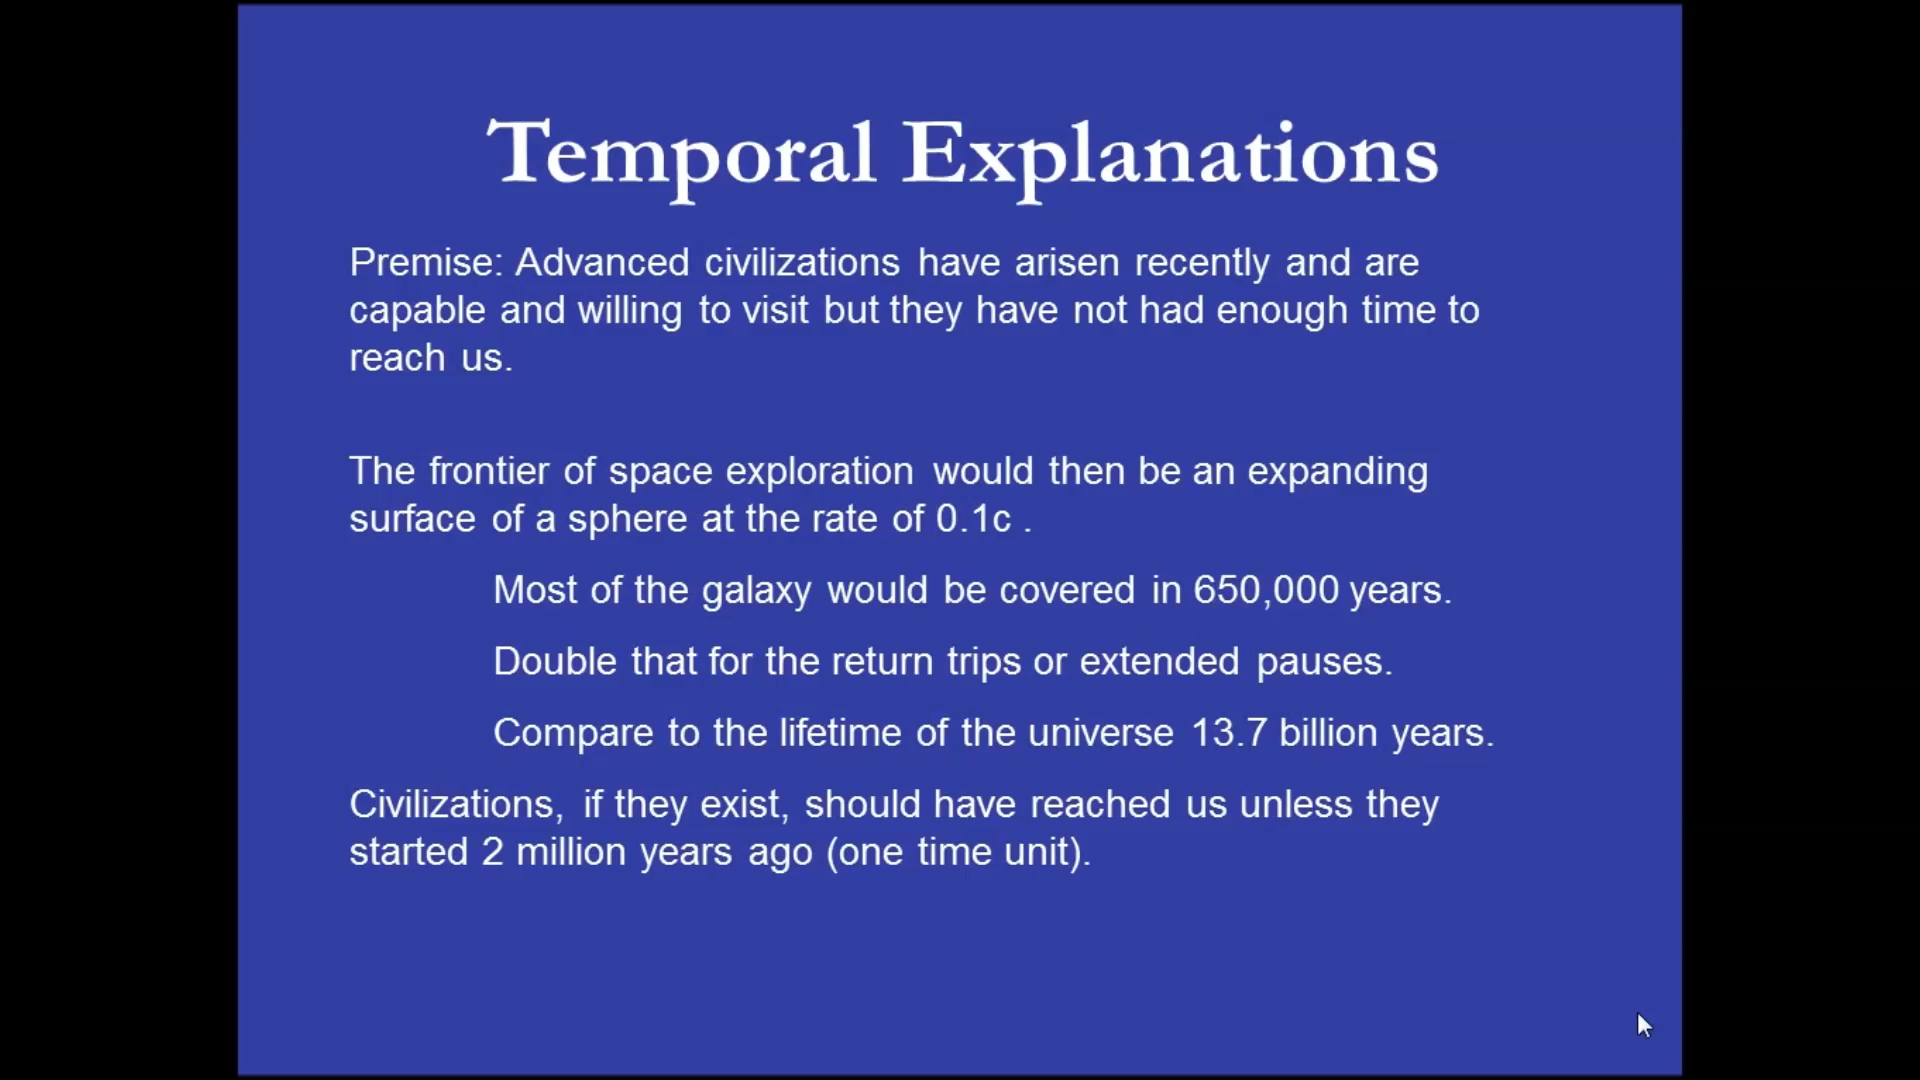 Temporal Explanations
Premise: Advanced civilizations have arisen recently and are
capable and willing to visit but they have not had enough time to
reach us.
The frontier of space exploration would then be an expanding
surface of a sphere at the rate of 0.1c .
Most of the galaxy would be covered in 650,000 years.
Double that for the return trips or extended pauses.
Compare to the lifetime of the universe 13.7 billion years.
Civilizations, if they exist, should have reached us unless they
started 2 million years ago (one time unit).